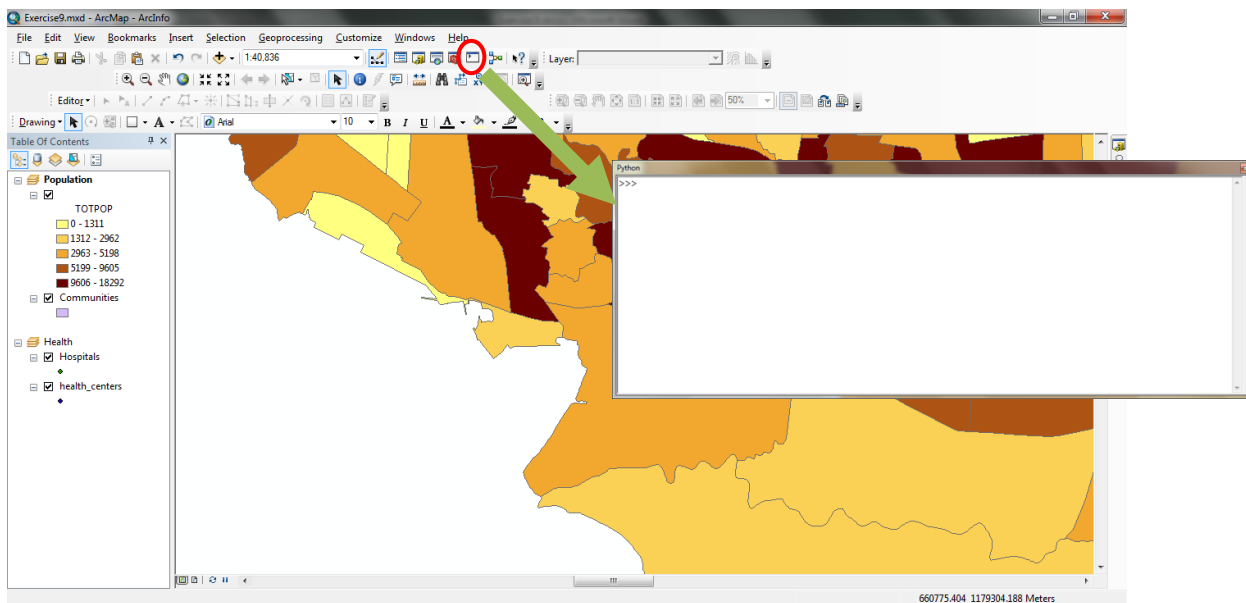 Exercise9.mxd - ArcMap - ArcInfo
File Edit View Bookmarks Insert Selection Geoprocessing Customize Windows Help
1:40,836
Layer:
Editor
50%
Drawing
A
Arial
10
B I U A
Table Of Contents
Population
TOTPOP
0 - 1311
1312 - 2962
2963 - 5198
5199 - 9605
9606 - 18292
Communities
Health
Hospitals
health_centers
Python
>>>
660775.404 1179304.188 Meters